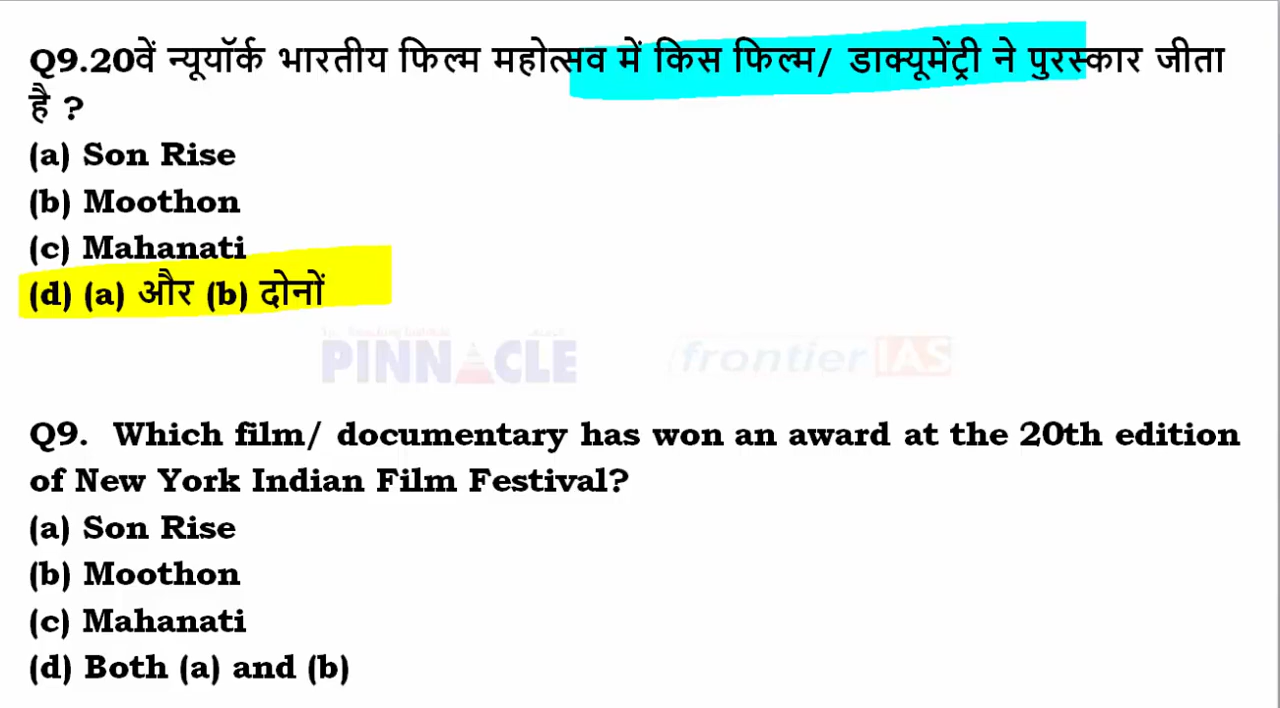 Q9.20वें न्यूयॉर्क भारतीय फिल्म महोत्सव में किस फिल्म/ डाक्यूमेंट्री ने पुरस्कार जीता
है ?
(a) Son Rise
(b) Moothon
(c) Mahanati
(d) (a) और (b) दोनों
PINNACLE
frontier IAS
Q9. Which film/ documentary has won an award at the 20th edition
of New York Indian Film Festival?
(a) Son Rise
(b) Moothon
(c) Mahanati
(d) Both (a) and (b)